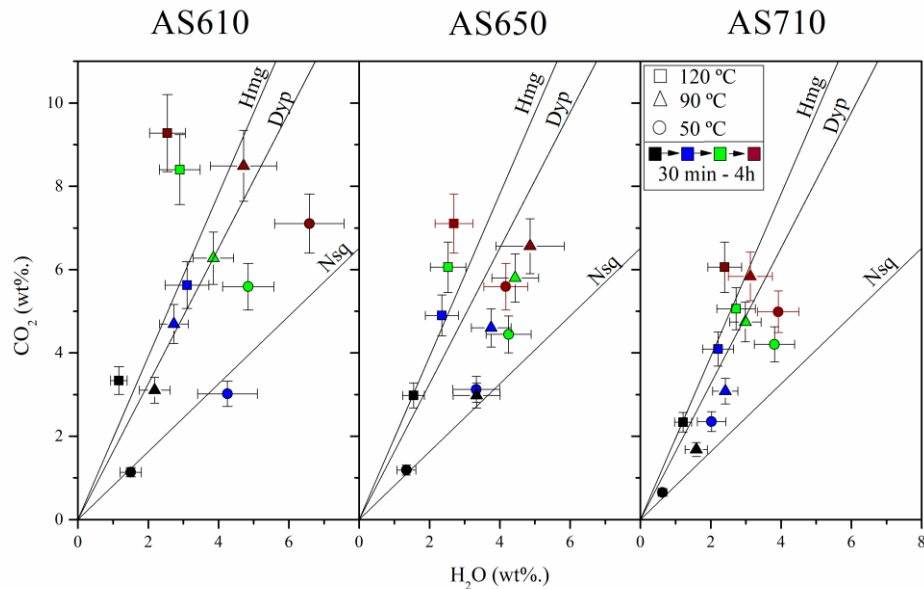 AS610 AS650 AS710
Hmg Dyp Nsq
Hmg Dyp Nsq
Hmg Dyp Nsq
120 ºC
90 ºC
50 ºC
30 min - 4h
10
8
6
4
2
0
CO2 (wt%.)
0 2 4 6 0 2 4 6 0 2 4 6 8
H2O (wt%.)